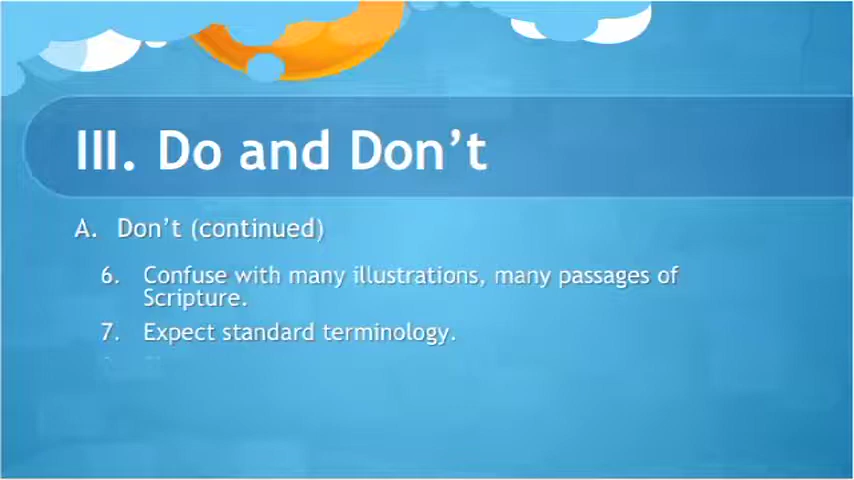 III. Do and Don't
A. Don't (continued)
6. Confuse with many illustrations, many passages of
Scripture.
7. Expect standard terminology.